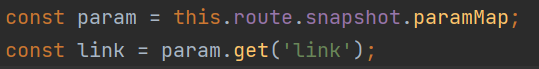 const param = this.route.snapshot.paramMap;
const link = param.get('link');